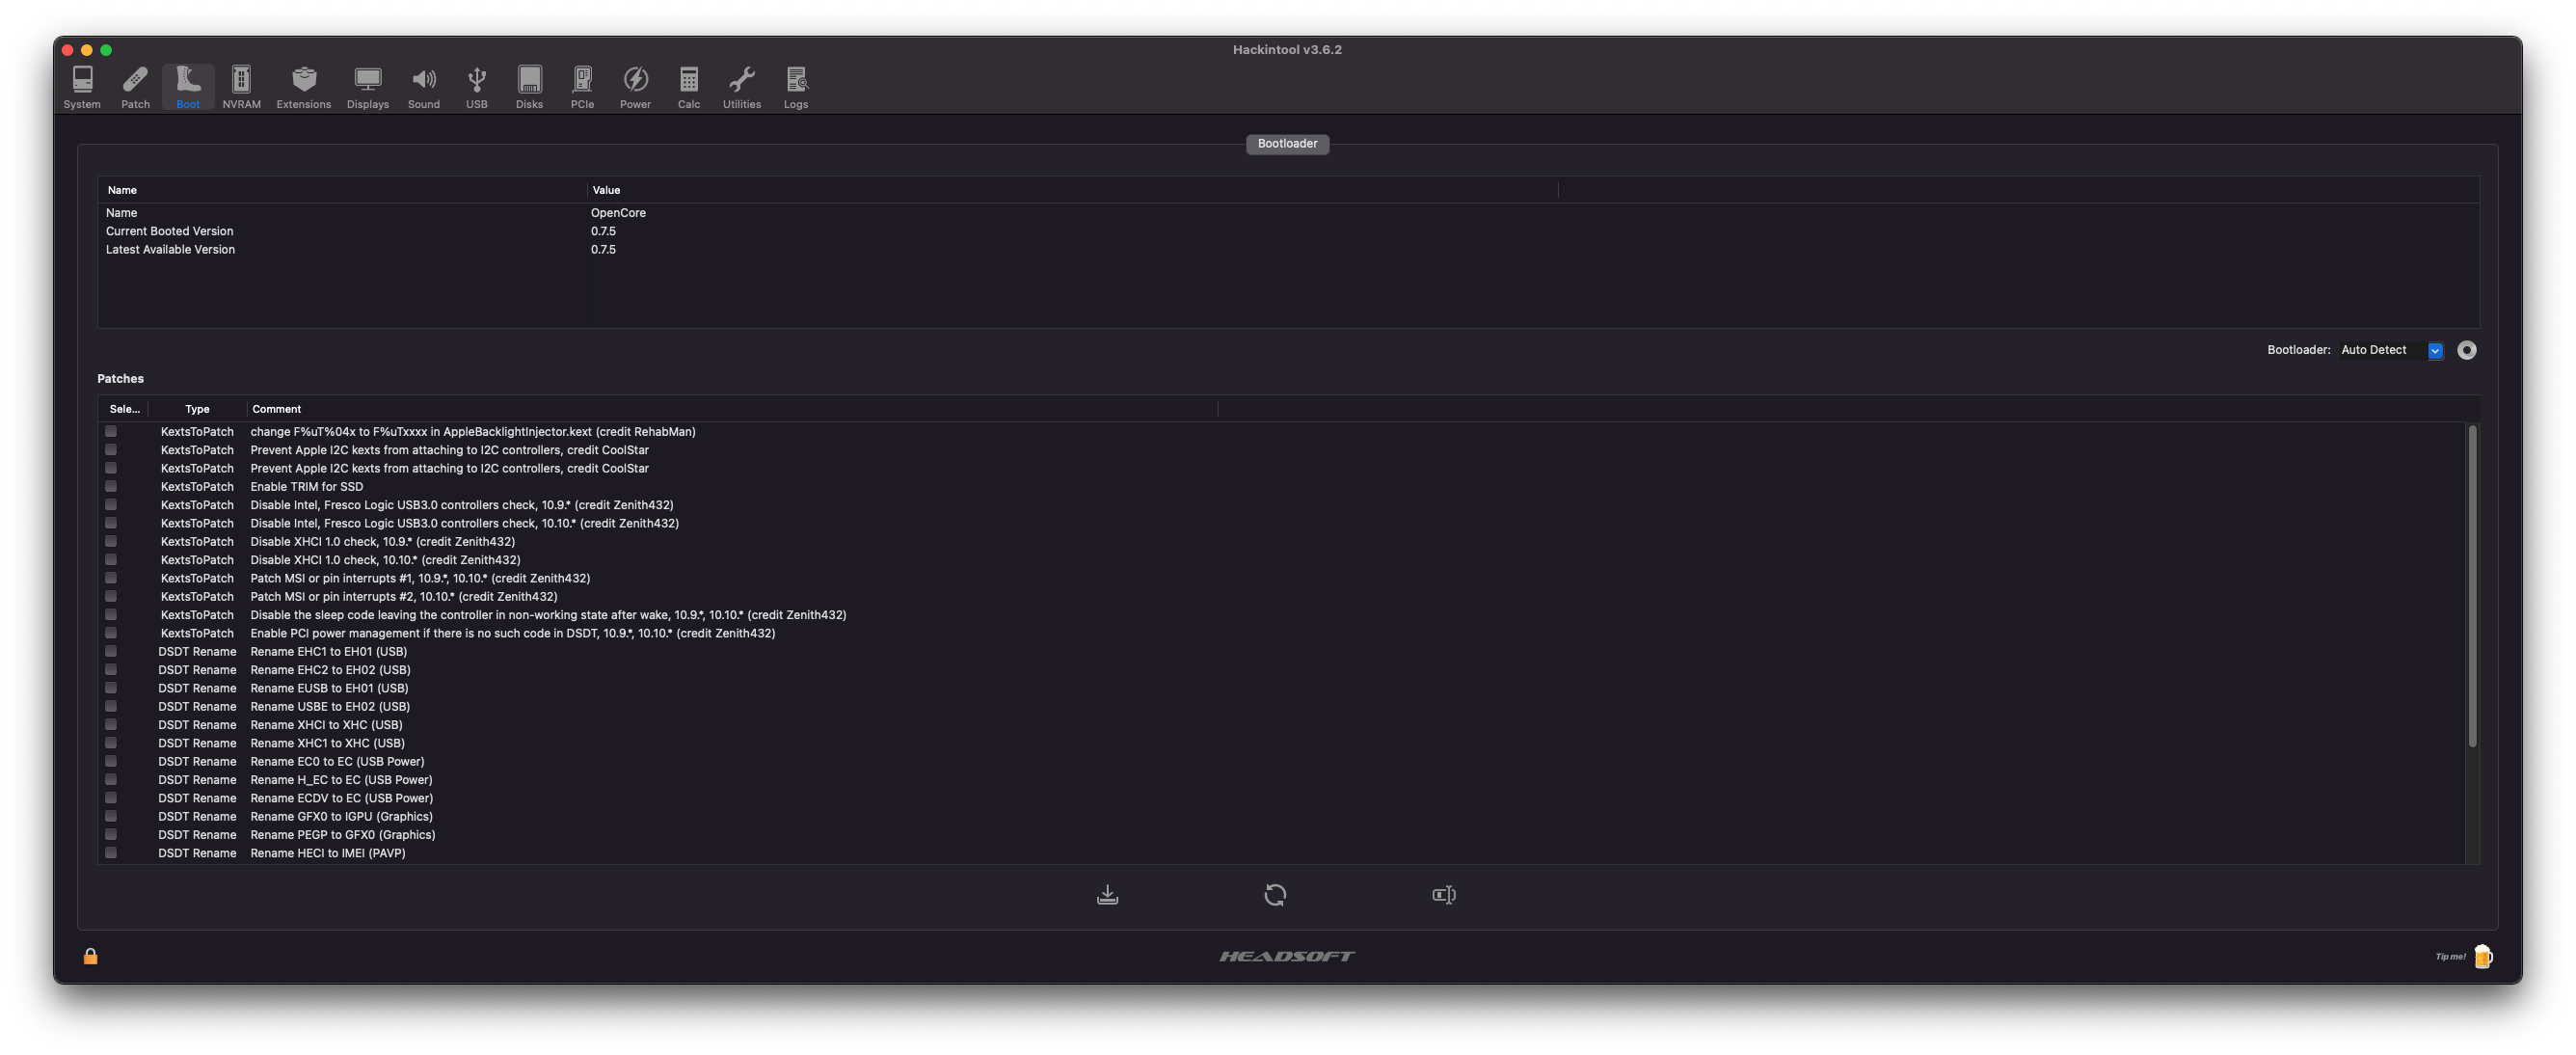 Hackintool v3.6.2
System Patch Boot NVRAM Extensions Displays Sound USB Disks PCIe Power Calc Utilities Logs
Bootloader
Name Value
Name OpenCore
Current Booted Version 0.7.5
Latest Available Version 0.7.5
Bootloader: Auto Detect
Patches
Sele... Type Comment
KextsToPatch change F%uT%04x to F%uTxxxx in AppleBacklightInjector.kext (credit RehabMan)
KextsToPatch Prevent Apple I2C kexts from attaching to I2C controllers, credit CoolStar
KextsToPatch Prevent Apple I2C kexts from attaching to I2C controllers, credit CoolStar
KextsToPatch Enable TRIM for SSD
KextsToPatch Disable Intel, Fresco Logic USB3.0 controllers check, 10.9.* (credit Zenith432)
KextsToPatch Disable Intel, Fresco Logic USB3.0 controllers check, 10.10.* (credit Zenith432)
KextsToPatch Disable XHCI 1.0 check, 10.9.* (credit Zenith432)
KextsToPatch Disable XHCI 1.0 check, 10.10.* (credit Zenith432)
KextsToPatch Patch MSI or pin interrupts #1, 10.9.*, 10.10.* (credit Zenith432)
KextsToPatch Patch MSI or pin interrupts #2, 10.10.* (credit Zenith432)
KextsToPatch Disable the sleep code leaving the controller in non-working state after wake, 10.9.*, 10.10.* (credit Zenith432)
KextsToPatch Enable PCI power management if there is no such code in DSDT, 10.9.*, 10.10.* (credit Zenith432)
DSDT Rename Rename EHC1 to EH01 (USB)
DSDT Rename Rename EHC2 to EH02 (USB)
DSDT Rename Rename EUSB to EH01 (USB)
DSDT Rename Rename USBE to EH02 (USB)
DSDT Rename Rename XHCI to XHC (USB)
DSDT Rename Rename XHC1 to XHC (USB)
DSDT Rename Rename EC0 to EC (USB Power)
DSDT Rename Rename H_EC to EC (USB Power)
DSDT Rename Rename ECDV to EC (USB Power)
DSDT Rename Rename GFX0 to IGPU (Graphics)
DSDT Rename Rename PEGP to GFX0 (Graphics)
DSDT Rename Rename HECI to IMEI (PAVP)
HEADSOFT
Tip me!